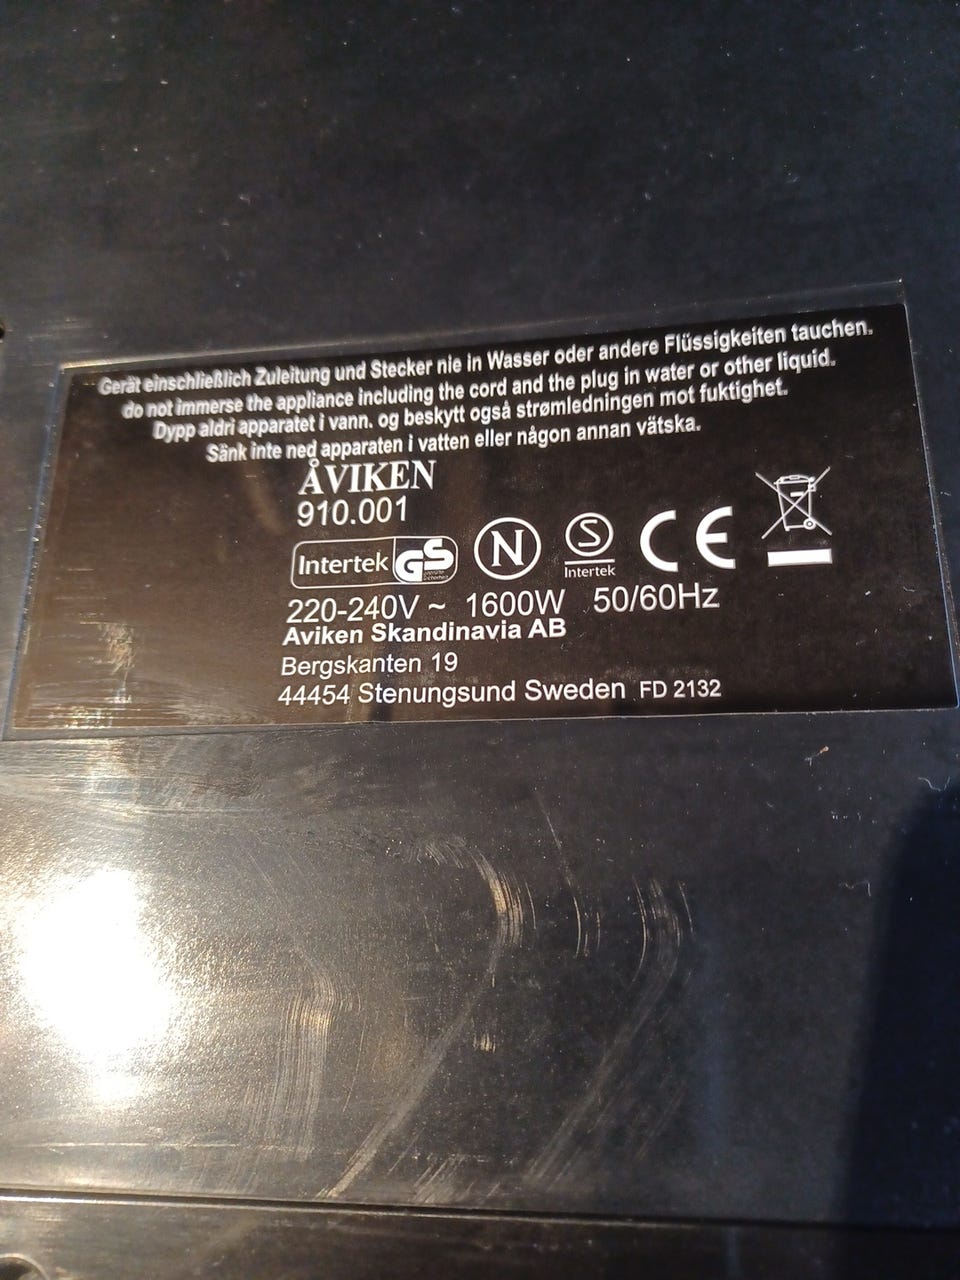 Gerät einschließlich Zuleitung und Stecker nie in Wasser oder andere Flüssigkeiten tauchen.
do not immerse the appliance including the cord and the plug in water or other liquid.
Dypp aldri apparatet i vann. og beskytt også strømledningen mot fuktighet.
Sänk inte ned apparaten i vatten eller någon annan vätska.
ÅVIKEN
910.001
Intertek GS geprüfte Sicherheit N S Intertek CE
220-240V ~ 1600W 50/60Hz
Aviken Skandinavia AB
Bergskanten 19
44454 Stenungsund Sweden FD 2132